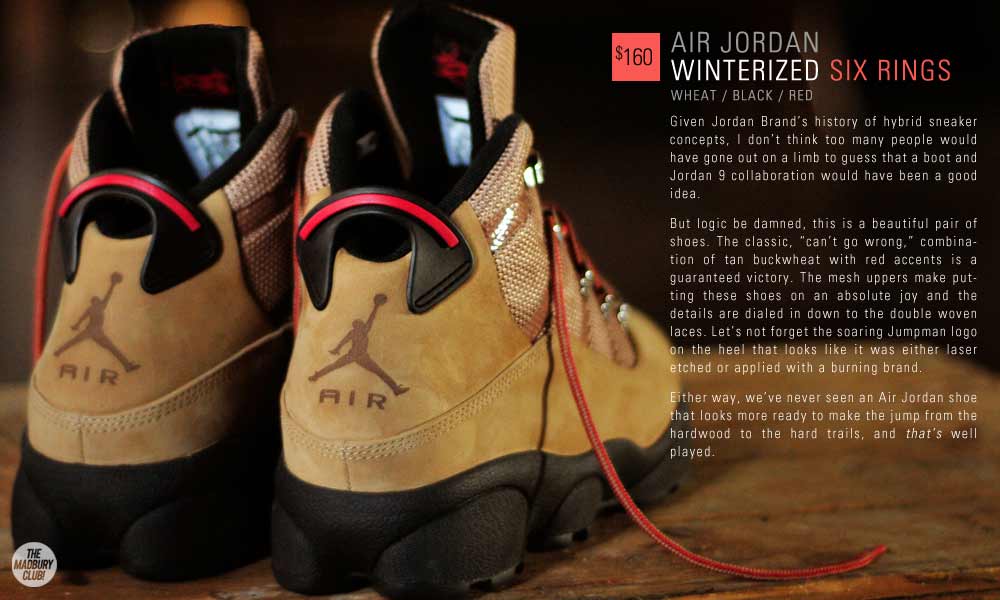 $160
AIR JORDAN
WINTERIZED SIX RINGS
WHEAT / BLACK / RED
Given Jordan Brand's history of hybrid sneaker
concepts, I don't think too many people would
have gone out on a limb to guess that a boot and
Jordan 9 collaboration would have been a good
idea.
But logic be damned, this is a beautiful pair of
shoes. The classic, "can't go wrong," combina-
tion of tan buckwheat with red accents is a
guaranteed victory. The mesh uppers make put-
ting these shoes on an absolute joy and the
details are dialed in down to the double woven
laces. Let's not forget the soaring Jumpman logo
on the heel that looks like it was either laser
etched or applied with a burning brand.
Either way, we've never seen an Air Jordan shoe
that looks more ready to make the jump from the
hardwood to the hard trails, and that's well
played.
AIR
AIR
THE
MADBURY
CLUB!